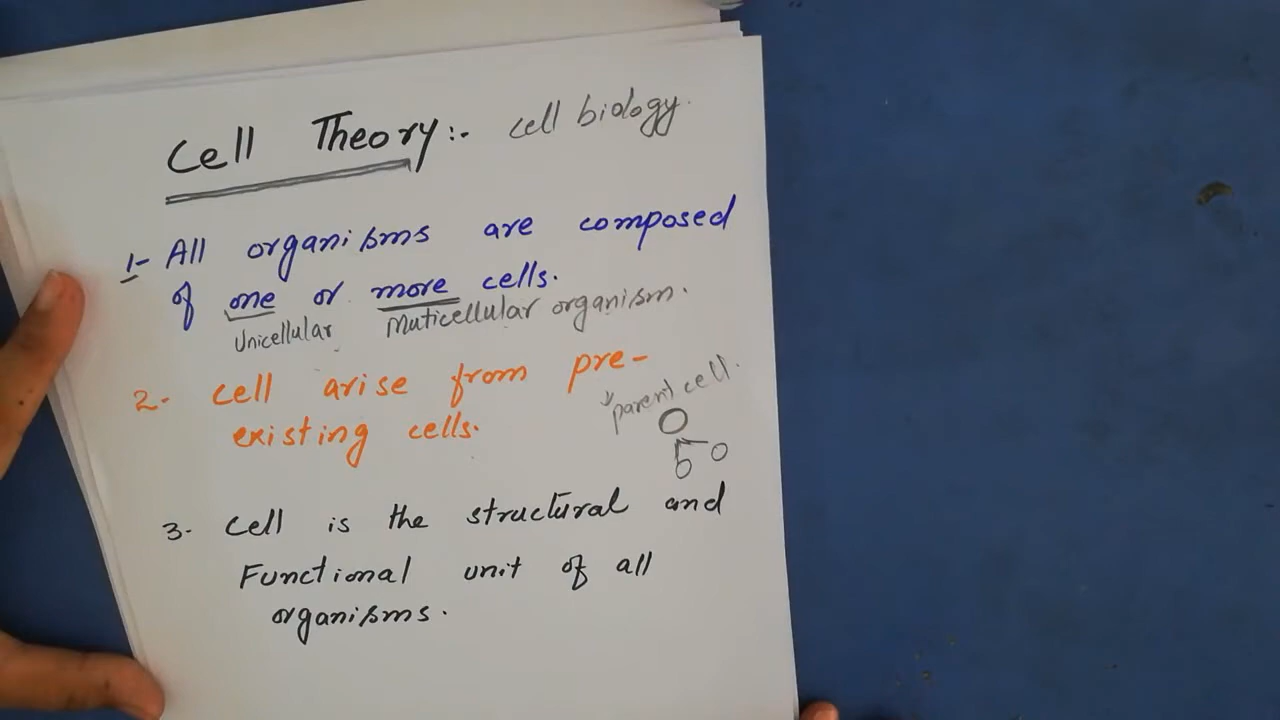 Cell Theory:- cell biology.
1- All organisms are composed
of one or more cells.
Unicellular Muticellular organism.
2- Cell arise from pre-
existing cells.
parent cell.
3- Cell is the structural and
Functional unit of all
organisms.